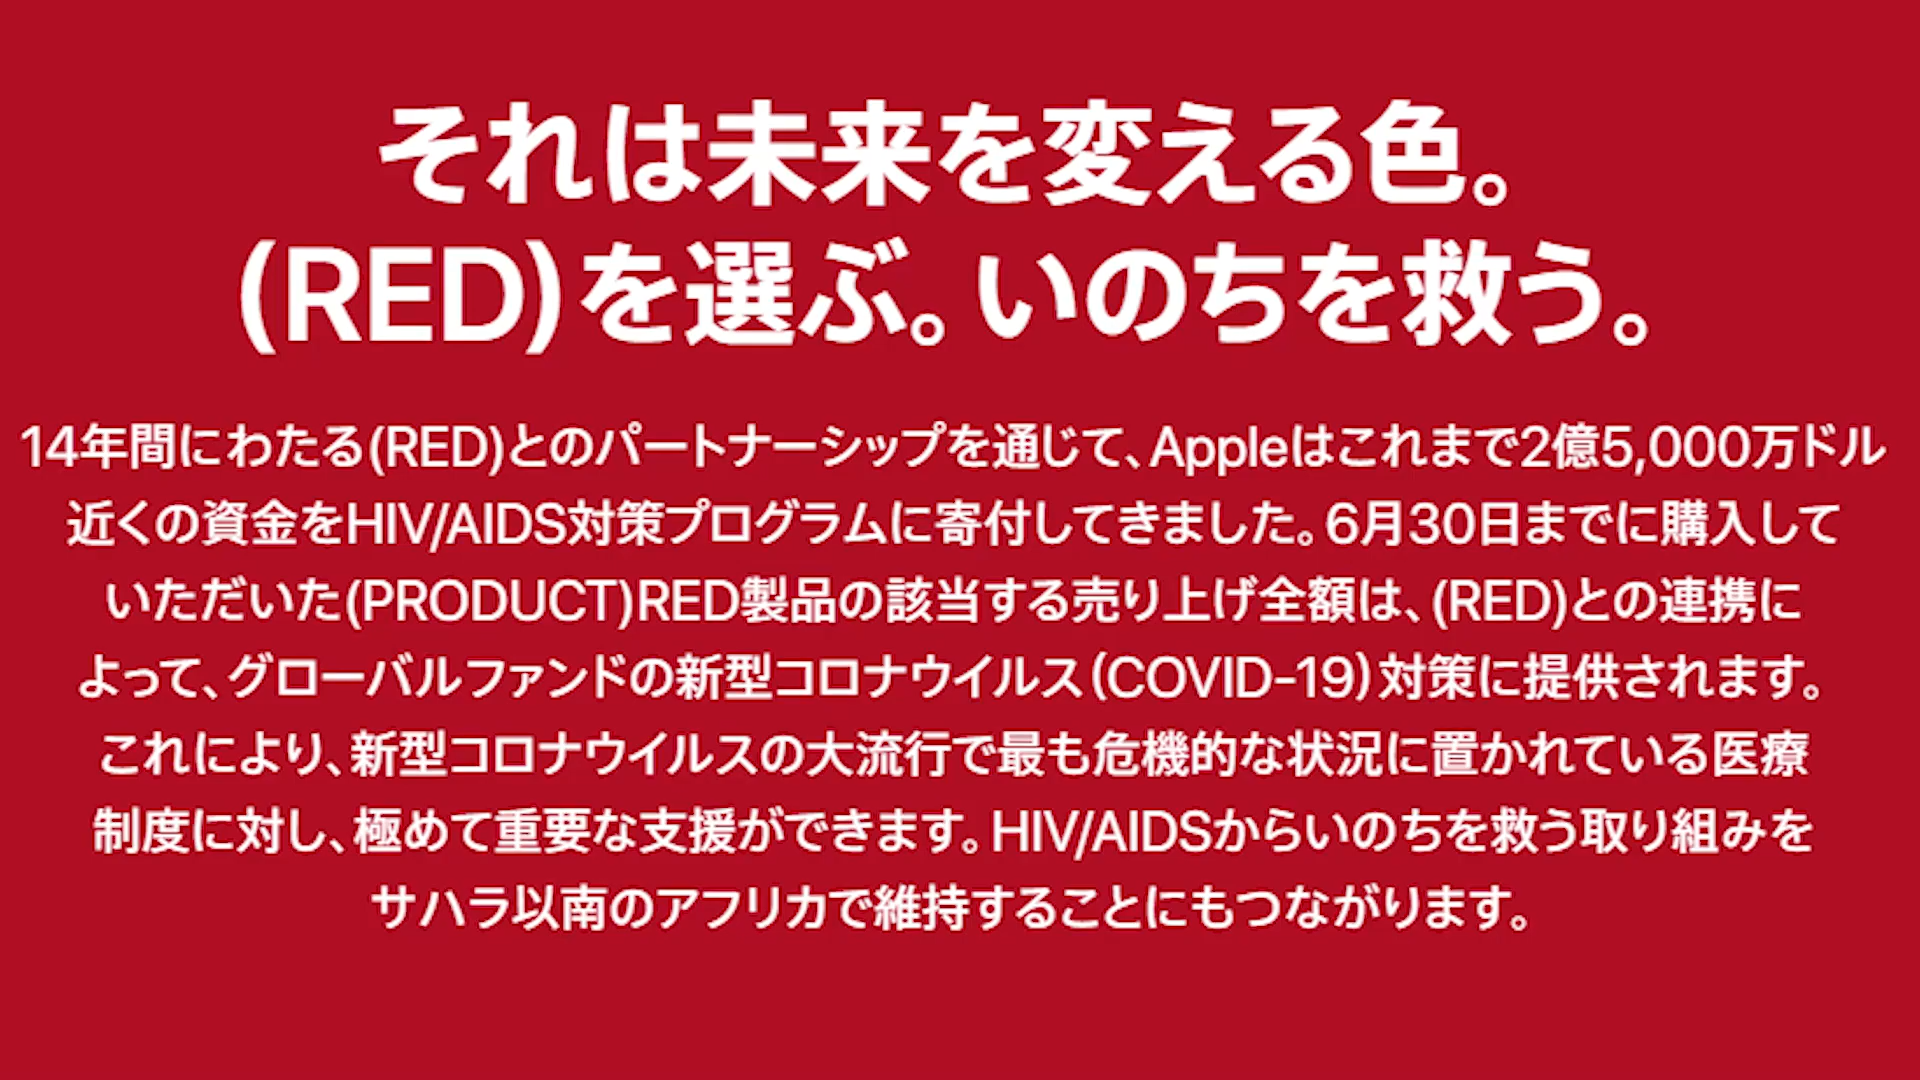 それは未来を変える色。
(RED)を選ぶ。いのちを救う。
14年間にわたる(RED)とのパートナーシップを通じて、Appleはこれまで2億5,000万ドル
近くの資金をHIV/AIDS対策プログラムに寄付してきました。6月30日までに購入して
いただいた(PRODUCT)RED製品の該当する売り上げ全額は、(RED)との連携に
よって、グローバルファンドの新型コロナウイルス(COVID-19)対策に提供されます。
これにより、新型コロナウイルスの大流行で最も危機的な状況に置かれている医療
制度に対し、極めて重要な支援ができます。HIV/AIDSからいのちを救う取り組みを
サハラ以南のアフリカで維持することにもつながります。